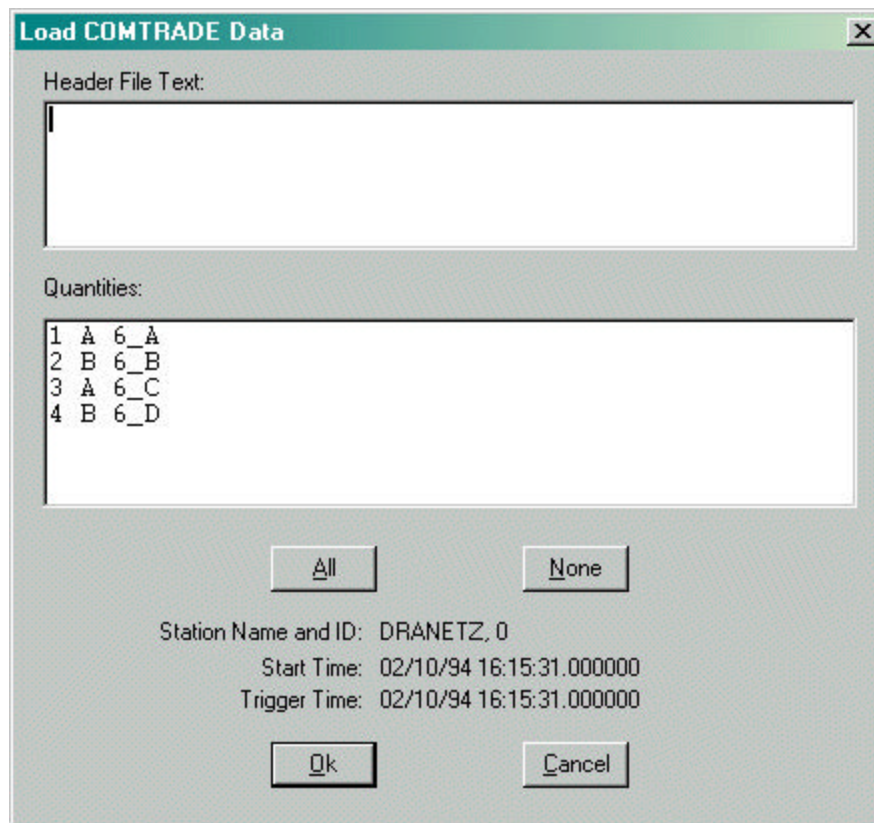 Load COMTRADE Data
Header File Text:
Quantities:
1 A 6_A
2 B 6_B
3 A 6_C
4 B 6_D
All None
Station Name and ID: DRANETZ, 0
Start Time: 02/10/94 16:15:31.000000
Trigger Time: 02/10/94 16:15:31.000000
Ok Cancel